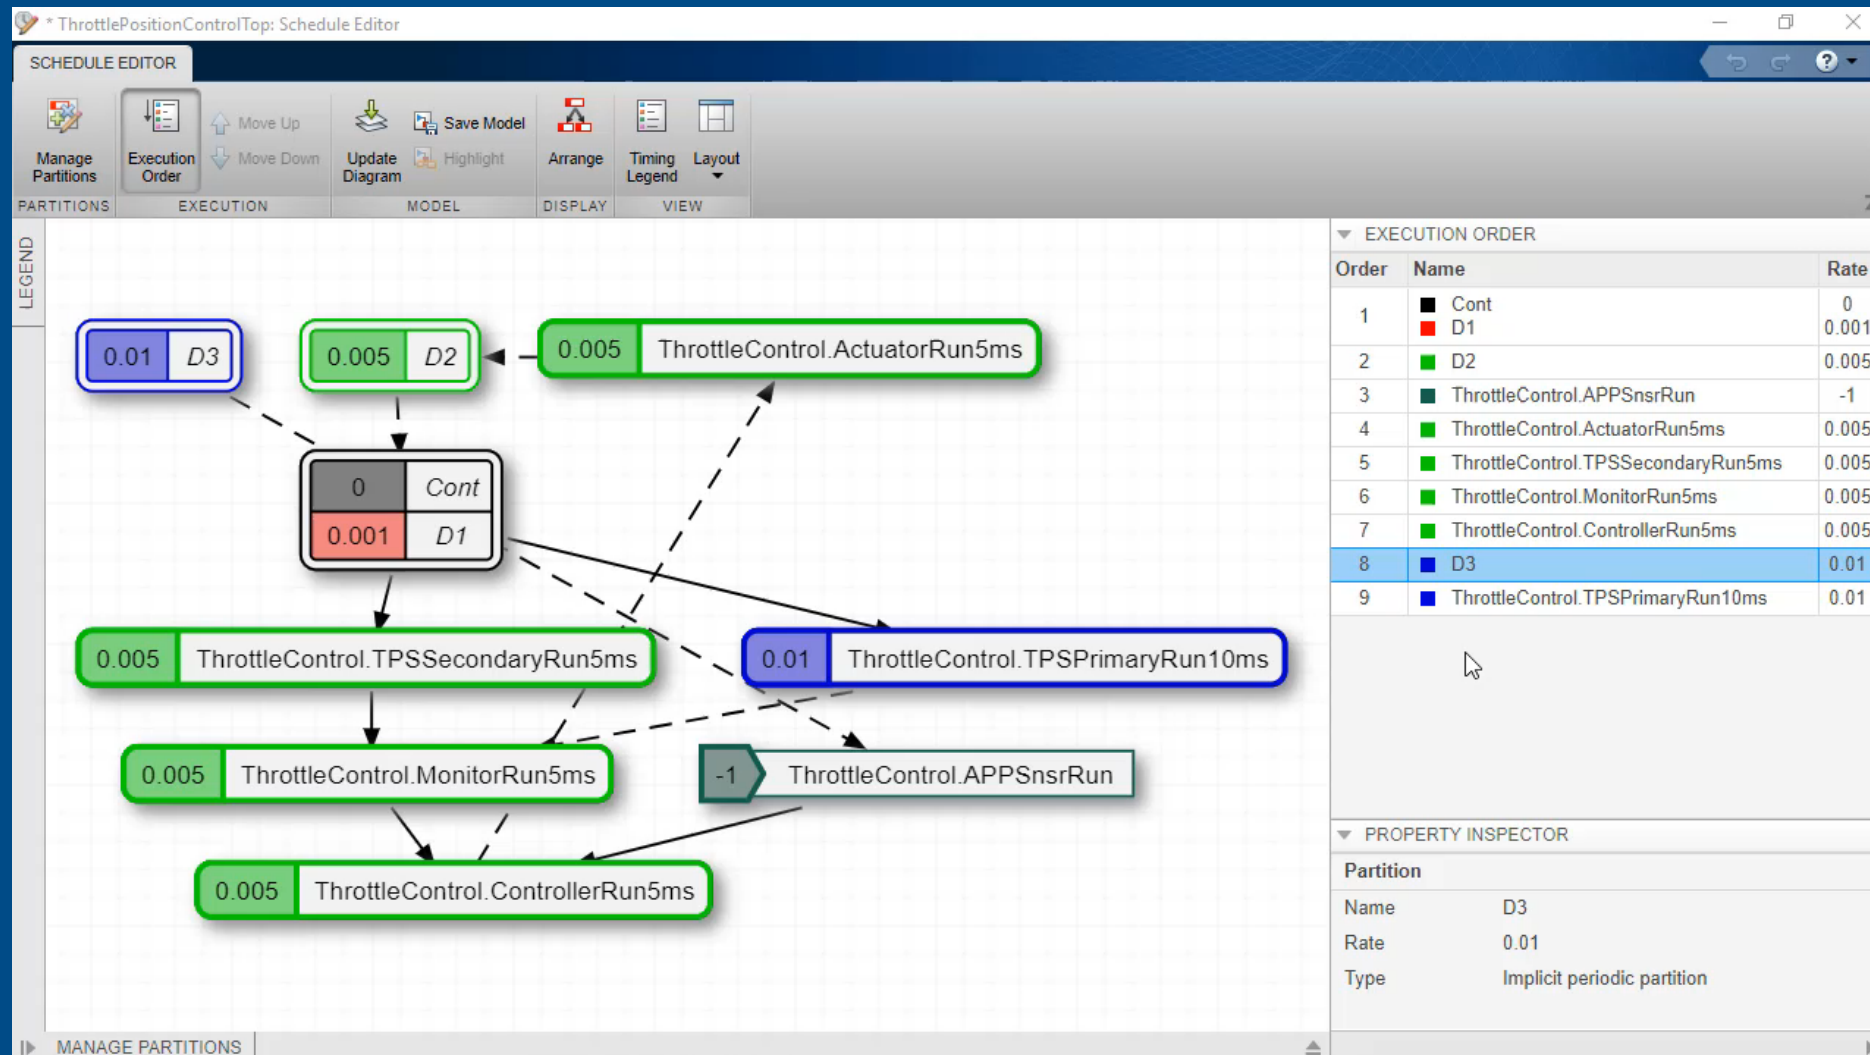 * ThrottlePositionControlTop: Schedule Editor
SCHEDULE EDITOR
?
Manage Partitions
Execution Order
Move Up
Move Down
Update Diagram
Save Model
Highlight
Arrange
Timing Legend
Layout
PARTITIONS
EXECUTION
MODEL
DISPLAY
VIEW
LEGEND
0.01 D3
0.005 D2
0.005 ThrottleControl.ActuatorRun5ms
0 Cont
0.001 D1
0.005 ThrottleControl.TPSSecondaryRun5ms
0.01 ThrottleControl.TPSPrimaryRun10ms
0.005 ThrottleControl.MonitorRun5ms
-1 ThrottleControl.APPSnsrRun
0.005 ThrottleControl.ControllerRun5ms
MANAGE PARTITIONS
EXECUTION ORDER
Order Name Rate
1 Cont 0
D1 0.001
2 D2 0.005
3 ThrottleControl.APPSnsrRun -1
4 ThrottleControl.ActuatorRun5ms 0.005
5 ThrottleControl.TPSSecondaryRun5ms 0.005
6 ThrottleControl.MonitorRun5ms 0.005
7 ThrottleControl.ControllerRun5ms 0.005
8 D3 0.01
9 ThrottleControl.TPSPrimaryRun10ms 0.01
PROPERTY INSPECTOR
Partition
Name D3
Rate 0.01
Type Implicit periodic partition